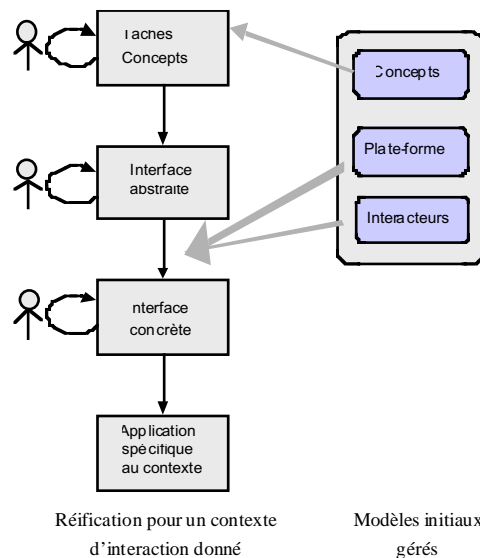 Taches
Concepts
Interface
abstraite
nterface
concrète
Application
spécifique
au contexte
Réification pour un contexte
d'interaction donné
Concepts
Plate-forme
Interacteurs
Modèles initiaux
gérés